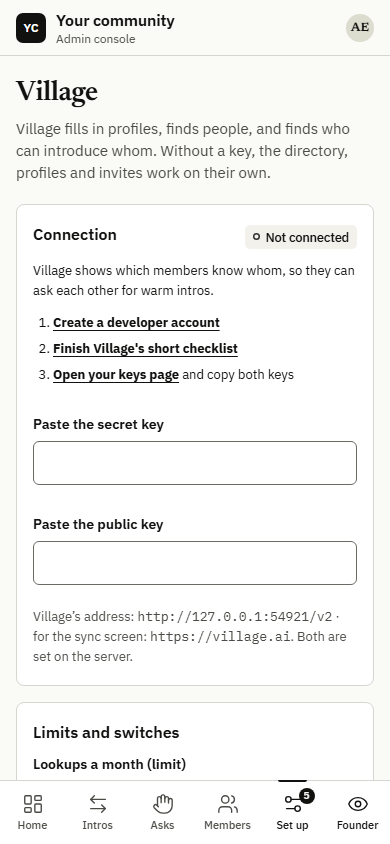 YC
Your community
Admin console
AE
Village
Village fills in profiles, finds people, and finds who
can introduce whom. Without a key, the directory,
profiles and invites work on their own.
Connection
Not connected
Village shows which members know whom, so they can
ask each other for warm intros.
1. Create a developer account
2. Finish Village's short checklist
3. Open your keys page and copy both keys
Paste the secret key
Paste the public key
Village’s address: http://127.0.0.1:54921/v2 ·
for the sync screen: https://village.ai. Both are
set on the server.
Limits and switches
Lookups a month (limit)
5
Home
Intros
Asks
Members
Set up
Founder